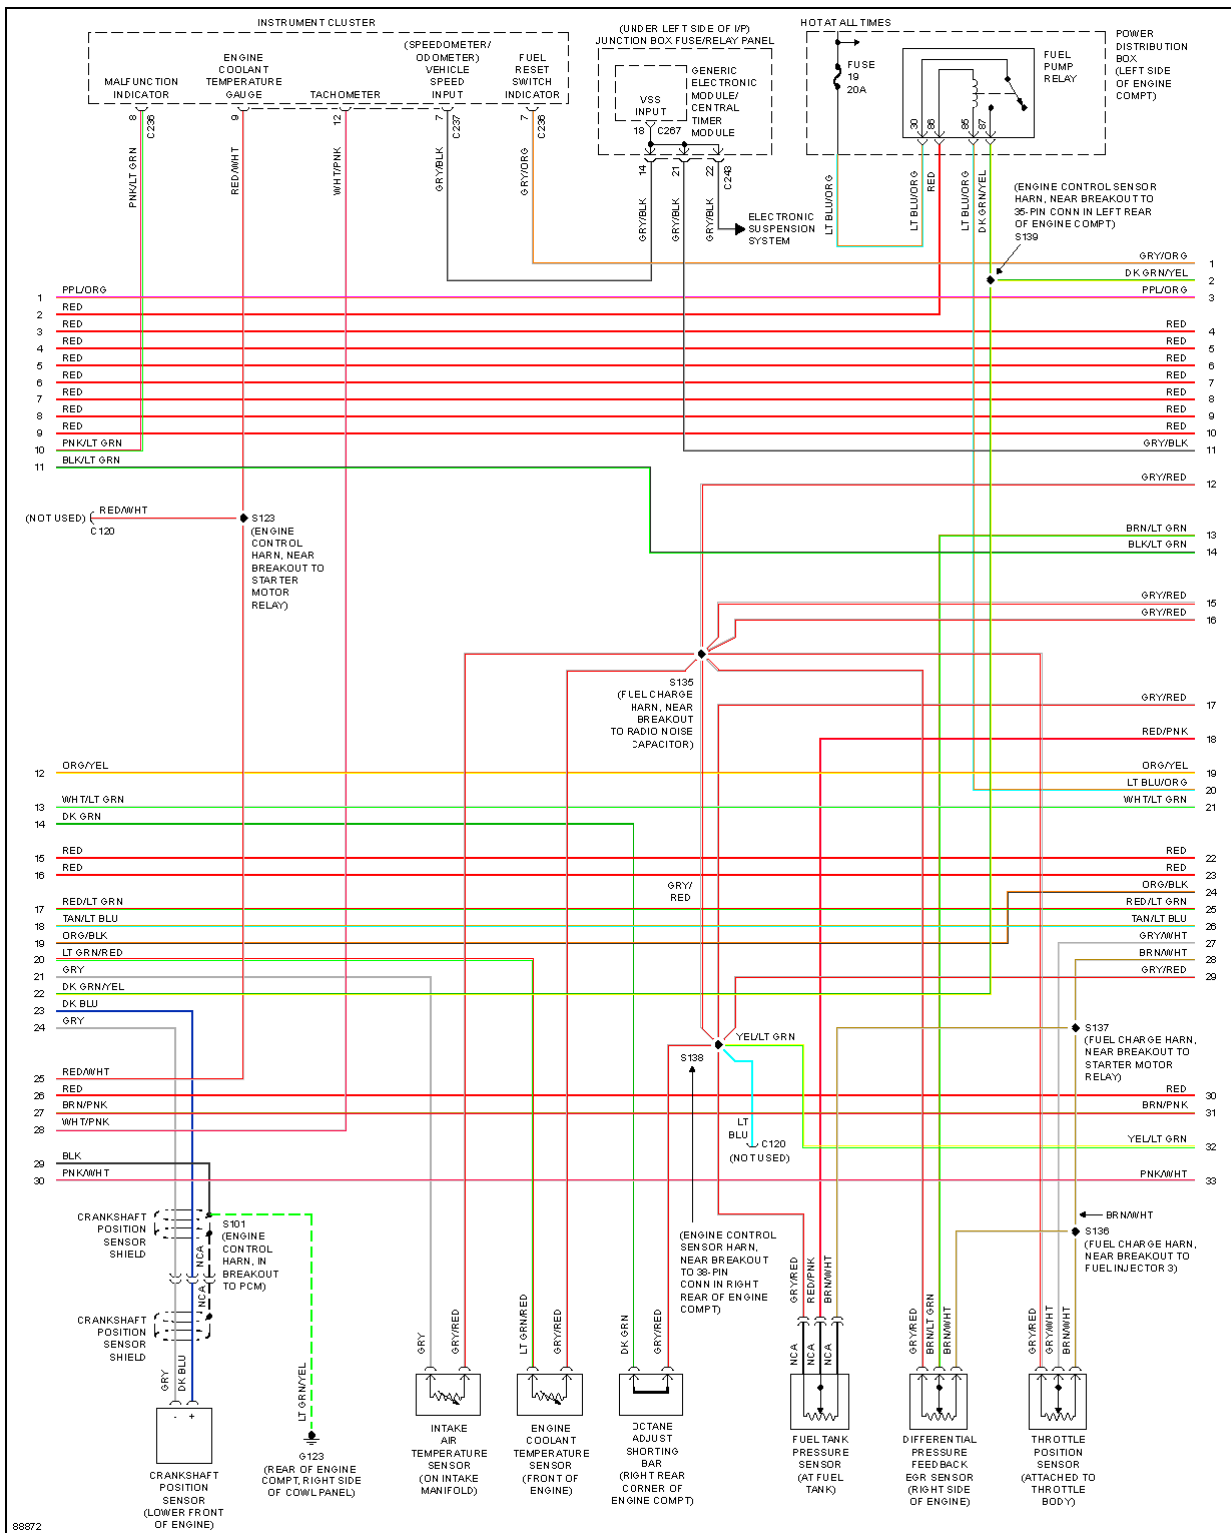 INSTRUMENT CLUSTER
MALFUNCTION
INDICATOR
ENGINE
COOLANT
TEMPERATURE
GAUGE
TACHOMETER
(SPEEDOMETER/
ODOMETER)
VEHICLE
SPEED
INPUT
FUEL
RESET
SWITCH
INDICATOR
8
C236
9
12
7
C237
7
C236
PNK/LT GRN
RED/WHT
WHT/PNK
GRY/BLK
GRY/ORG
(UNDER LEFT SIDE OF I/P)
JUNCTION BOX FUSE/RELAY PANEL
VSS
INPUT
18
C267
GENERIC
ELECTRONIC
MODULE/
CENTRAL
TIMER
MODULE
14
21
22
C243
GRY/BLK
GRY/BLK
GRY/BLK
ELECTRONIC
SUSPENSION
SYSTEM
HOT AT ALL TIMES
FUSE
19
20A
FUEL
PUMP
RELAY
POWER
DISTRIBUTION
BOX
(LEFT SIDE
OF ENGINE
COMPT)
30
86
85
87
LT BLU/ORG
LT BLU/ORG
RED
LT BLU/ORG
DK GRN/YEL
(ENGINE CONTROL SENSOR
HARN, NEAR BREAKOUT TO
35-PIN CONN IN LEFT REAR
OF ENGINE COMPT)
S139
GRY/ORG 1
DK GRN/YEL 2
1 PPL/ORG PPL/ORG 3
2 RED
3 RED RED 4
4 RED RED 5
5 RED RED 6
6 RED RED 7
7 RED RED 8
8 RED RED 9
9 RED RED 10
10 PNK/LT GRN GRY/BLK 11
11 BLK/LT GRN
GRY/RED 12
(NOT USED)
RED/WHT
C120
S123
(ENGINE
CONTROL
HARN, NEAR
BREAKOUT TO
STARTER
MOTOR
RELAY)
BRN/LT GRN 13
BLK/LT GRN 14
GRY/RED 15
GRY/RED 16
S135
(FUEL CHARGE
HARN, NEAR
BREAKOUT
TO RADIO NOISE
CAPACITOR)
GRY/RED 17
RED/PNK 18
12 ORG/YEL ORG/YEL 19
LT BLU/ORG 20
13 WHT/LT GRN WHT/LT GRN 21
14 DK GRN
15 RED RED 22
16 RED RED 23
GRY/
RED
ORG/BLK 24
17 RED/LT GRN RED/LT GRN 25
18 TAN/LT BLU TAN/LT BLU 26
19 ORG/BLK GRY/WHT 27
20 LT GRN/RED BRN/WHT 28
21 GRY GRY/RED 29
22 DK GRN/YEL
23 DK BLU
24 GRY
YEL/LT GRN
S138
S137
(FUEL CHARGE HARN,
NEAR BREAKOUT TO
STARTER MOTOR
RELAY)
25 RED/WHT
26 RED RED 30
27 BRN/PNK BRN/PNK 31
28 WHT/PNK
LT
BLU
C120
(NOT USED)
YEL/LT GRN 32
29 BLK
30 PNK/WHT PNK/WHT 33
CRANKSHAFT
POSITION
SENSOR
SHIELD
NCA
S101
(ENGINE
CONTROL
HARN, IN
BREAKOUT
TO PCM)
NCA
CRANKSHAFT
POSITION
SENSOR
SHIELD
(ENGINE CONTROL
SENSOR HARN,
NEAR BREAKOUT
TO 38-PIN
CONN IN RIGHT
REAR OF ENGINE
COMPT)
BRN/WHT
S136
(FUEL CHARGE HARN,
NEAR BREAKOUT TO
FUEL INJECTOR 3)
GRY
DK BLU
LT GRN/YEL
GRY
GRY/RED
LT GRN/RED
GRY/RED
DK GRN
GRY/RED
GRY/RED
RED/PNK
BRN/WHT
NCA
NCA
NCA
GRY/RED
BRN/LT GRN
BRN/WHT
GRY/RED
GRY/WHT
BRN/WHT
- +
CRANKSHAFT
POSITION
SENSOR
(LOWER FRONT
OF ENGINE)
G123
(REAR OF ENGINE
COMPT, RIGHT SIDE
OF COWL PANEL)
INTAKE
AIR
TEMPERATURE
SENSOR
(ON INTAKE
MANIFOLD)
ENGINE
COOLANT
TEMPERATURE
SENSOR
(FRONT OF
ENGINE)
OCTANE
ADJUST
SHORTING
BAR
(RIGHT REAR
CORNER OF
ENGINE COMPT)
FUEL TANK
PRESSURE
SENSOR
(AT FUEL
TANK)
DIFFERENTIAL
PRESSURE
FEEDBACK
EGR SENSOR
(RIGHT SIDE
OF ENGINE)
THROTTLE
POSITION
SENSOR
(ATTACHED TO
THROTTLE
BODY)
88872